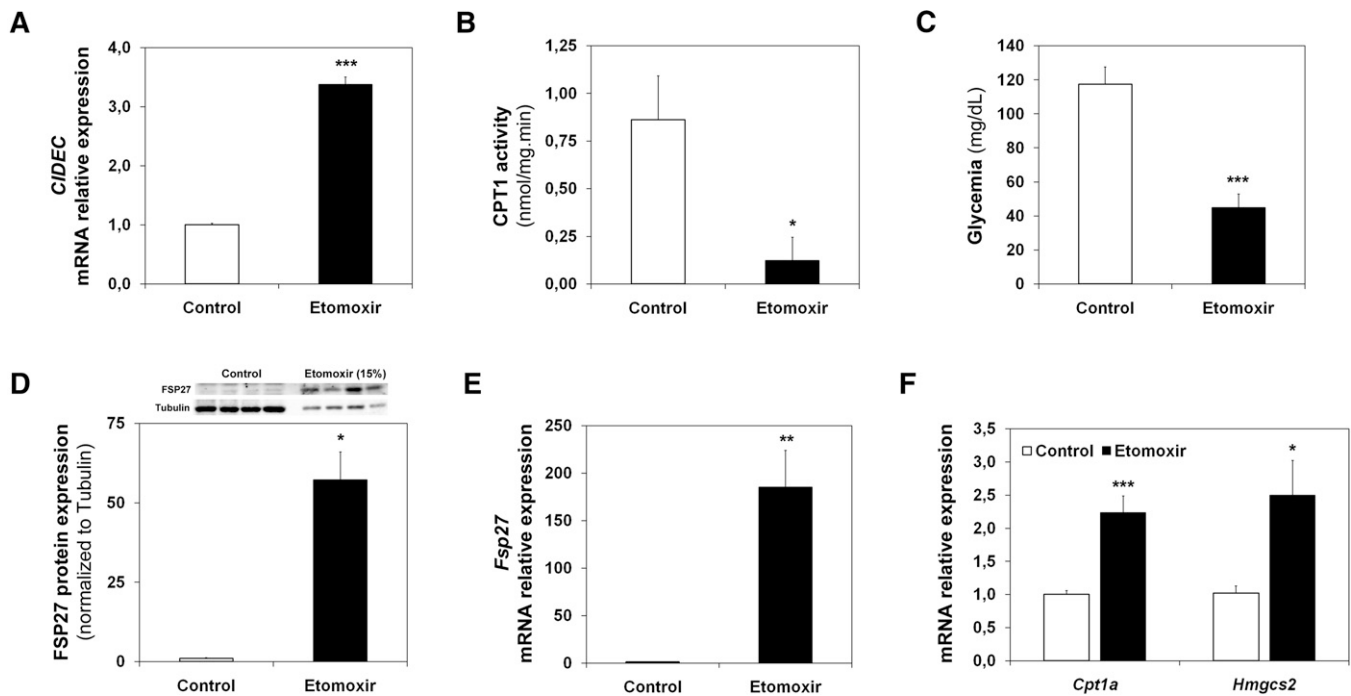 A
CIDEC
mRNA relative expression
4,0
3,0
2,0
1,0
0,0
***
Control
Etomoxir
B
CPT1 activity
(nmol/mg.min)
1,25
1,00
0,75
0,50
0,25
0,00
*
Control
Etomoxir
C
Glycemia (mg/dL)
140
120
100
80
60
40
20
0
***
Control
Etomoxir
D
Control
Etomoxir (15%)
FSP27
Tubulin
FSP27 protein expression
(normalized to Tubulin)
75
50
25
0
*
Control
Etomoxir
E
Fsp27
mRNA relative expression
250
200
150
100
50
0
**
Control
Etomoxir
F
mRNA relative expression
3,5
3,0
2,5
2,0
1,5
1,0
0,5
0,0
Control
Etomoxir
***
*
Cpt1a
Hmgcs2